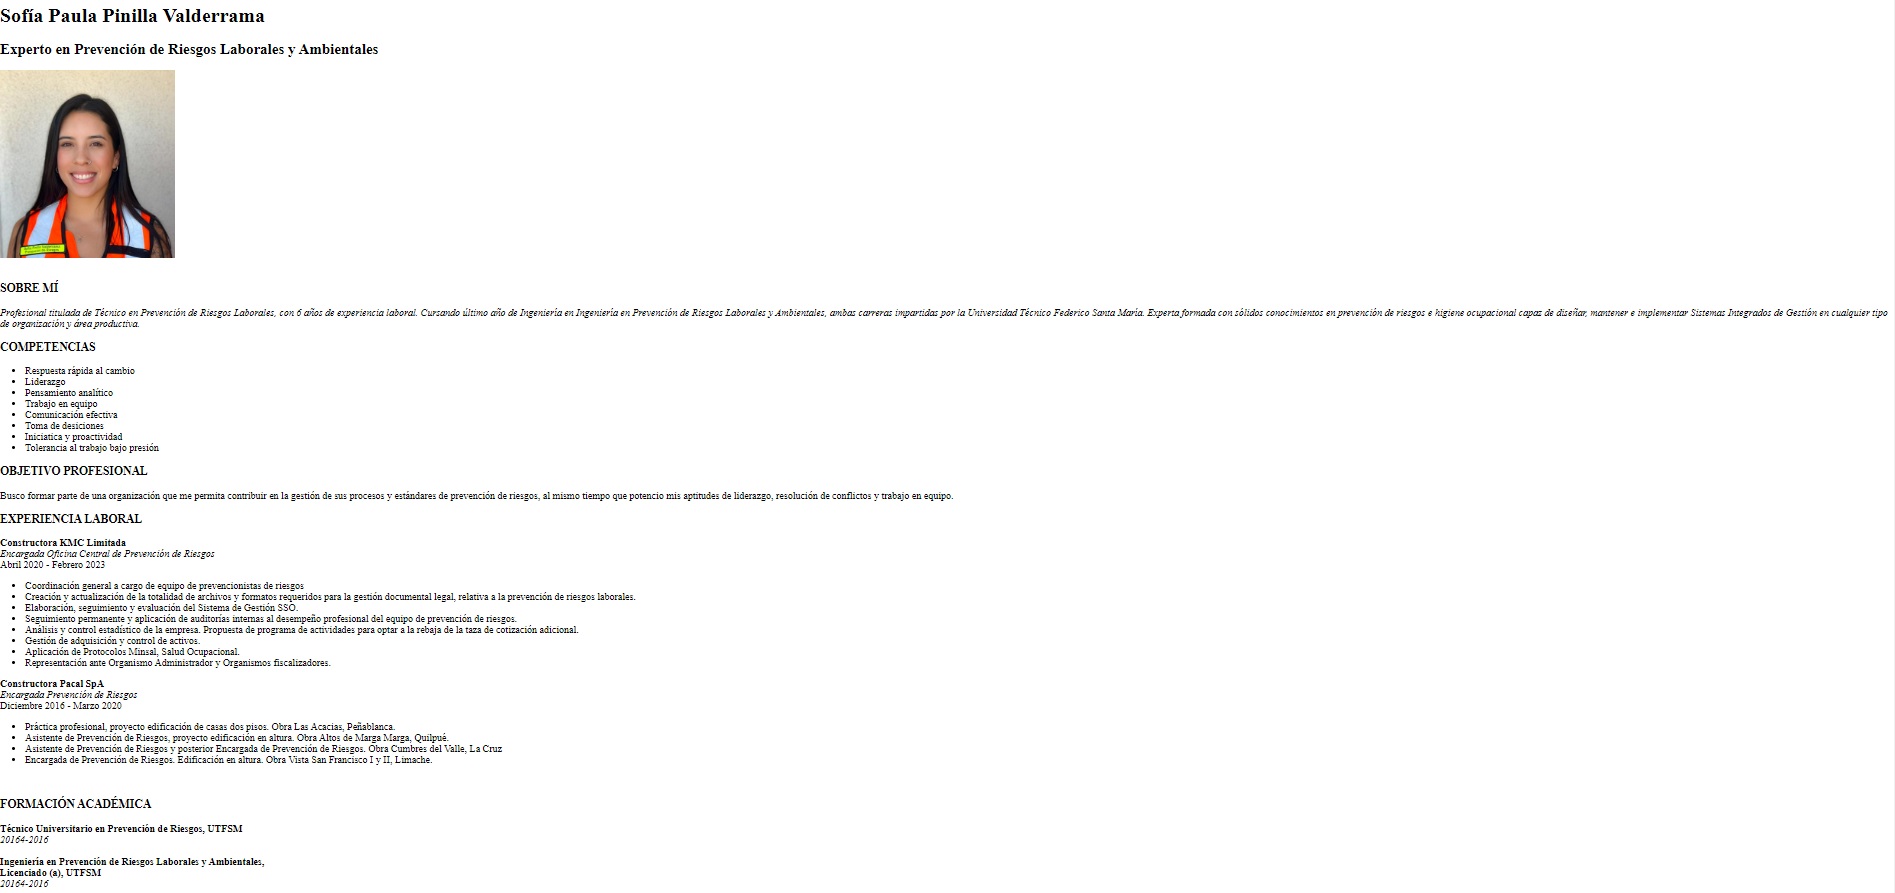 Sofía Paula Pinilla Valderrama
Experto en Prevención de Riesgos Laborales y Ambientales
SOBRE MÍ
Profesional titulada de Técnico en Prevención de Riesgos Laborales, con 6 años de experiencia laboral. Cursando último año de Ingeniería en Ingeniería en Prevención de Riesgos Laborales y Ambientales, ambas carreras impartidas por la Universidad Técnico Federico Santa María. Experta formada con sólidos conocimientos en prevención de riesgos e higiene ocupacional capas de diseñar, mantener e implementar Sistemas Integrados de Gestión en cualquier tipo
de organización y área productiva.
COMPETENCIAS
• Respuesta rápida al cambio
• Liderazgo
• Pensamiento analítico
• Trabajo en equipo
• Comunicación efectiva
• Toma de desiciones
• Iniciatica y proactividad
• Tolerancia al trabajo bajo presión
OBJETIVO PROFESIONAL
Busco formar parte de una organización que me permita contribuir en la gestión de sus procesos y estándares de prevención de riesgos, al mismo tiempo que potencio mis aptitudes de liderazgo, resolución de conflictos y trabajo en equipo.
EXPERIENCIA LABORAL
Constructora KMC Limitada
Encargada Oficina Central de Prevención de Riesgos
Abril 2020 - Febrero 2023
• Coordinación general a cargo de equipo de prevencionistas de riesgos
• Creación y actualización de la totalidad de archivos y formatos requeridos para la gestión documental legal, relativa a la prevención de riesgos laborales.
• Elaboración, seguimiento y evaluación del Sistema de Gestión SSO.
• Seguimiento permanente y aplicación de auditorías internas al desempeño profesional del equipo de prevención de riesgos.
• Análisis y control estadístico de la empresa. Propuesta de programa de actividades para optar a la rebaja de la taza de cotización adicional.
• Gestión de adquisición y control de activos.
• Aplicación de Protocolos Minsal, Salud Ocupacional.
• Representación ante Organismo Administrador y Organismos fiscalizadores.
Constructora Pacal SpA
Encargada Prevención de Riesgos
Diciembre 2016 - Marzo 2020
• Práctica profesional, proyecto edificación de casas dos pisos. Obra Las Acacias, Peñablanca.
• Asistente de Prevención de Riesgos, proyecto edificación en altura. Obra Altos de Marga Marga, Quilpué.
• Asistente de Prevención de Riesgos y posterior Encargada de Prevención de Riesgos. Obra Cumbres del Valle, La Cruz
• Encargada de Prevención de Riesgos. Edificación en altura. Obra Vista San Francisco I y II, Limache.
FORMACIÓN ACADÉMICA
Técnico Universitario en Prevención de Riesgos, UTFSM
20164-2016
Ingeniería en Prevención de Riesgos Laborales y Ambientales,
Licenciado (a), UTFSM
20164-2016